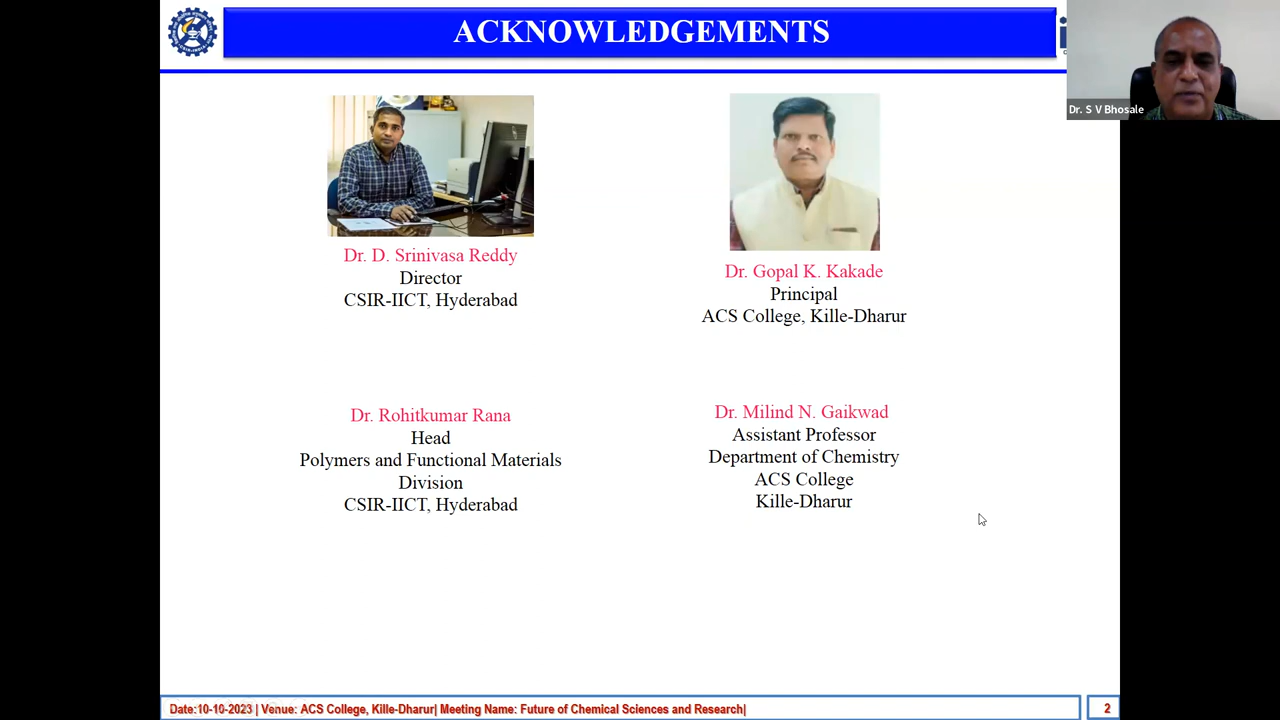 ACKNOWLEDGEMENTS
Dr. S V Bhosale
Dr. D. Srinivasa Reddy
Director
CSIR-IICT, Hyderabad
Dr. Gopal K. Kakade
Principal
ACS College, Kille-Dharur
Dr. Rohitkumar Rana
Head
Polymers and Functional Materials
Division
CSIR-IICT, Hyderabad
Dr. Milind N. Gaikwad
Assistant Professor
Department of Chemistry
ACS College
Kille-Dharur
Date:10-10-2023 | Venue: ACS College, Kille-Dharur| Meeting Name: Future of Chemical Sciences and Research|
2